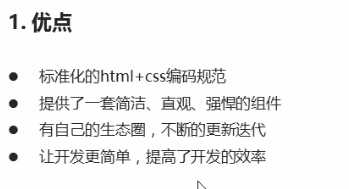 1. 优点
● 标准化的html+css编码规范
● 提供了一套简洁、直观、强悍的组件
● 有自己的生态圈，不断的更新迭代
● 让开发更简单，提高了开发的效率